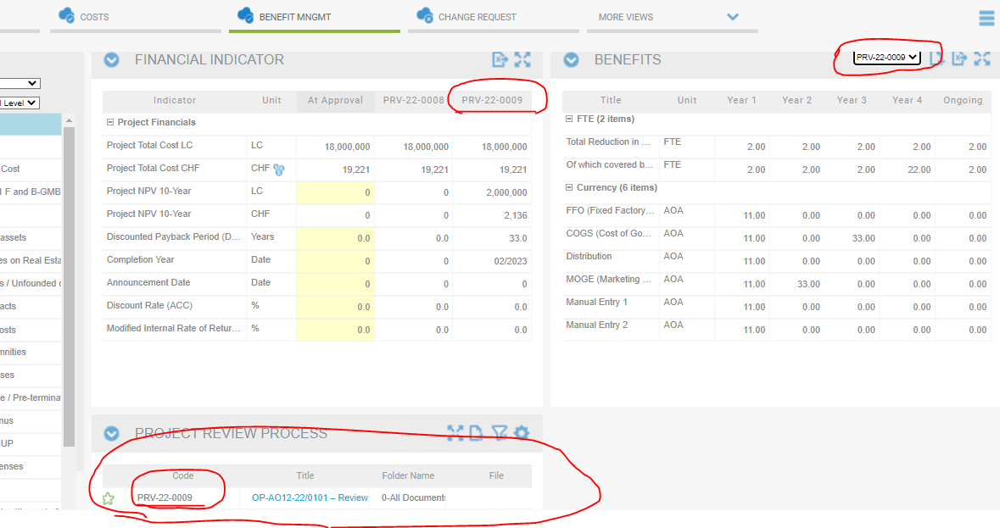 COSTS BENEFIT MNGMT CHANGE REQUEST MORE VIEWS
Level
Cost
F and B-GMB
assets
es on Real Esta
s / Unfounded
acts
osts
mnities
ses
e / Pre-termina
nus
UP
enses
FINANCIAL INDICATOR
Indicator Unit At Approval PRV-22-0008 PRV-22-0009
Project Financials
Project Total Cost LC LC 18,000,000 18,000,000 18,000,000
Project Total Cost CHF CHF 19,221 19,221 19,221
Project NPV 10-Year LC 0 0 2,000,000
Project NPV 10-Year CHF 0 0 2,136
Discounted Payback Period (D... Years 0.0 0.0 33.0
Completion Year Date 0 0 02/2023
Announcement Date Date 0 0 0
Discount Rate (ACC) % 0.0 0.0 0.0
Modified Internal Rate of Retur... % 0.0 0.0 0.0
BENEFITS PRV-22-0009
Title Unit Year 1 Year 2 Year 3 Year 4 Ongoing
FTE (2 items)
Total Reduction in ... FTE 2.00 2.00 2.00 2.00 2.00
Of which covered b... FTE 2.00 2.00 2.00 22.00 2.00
Currency (6 items)
FFO (Fixed Factory... AOA 11.00 0.00 0.00 0.00 0.00
COGS (Cost of Go... AOA 11.00 0.00 33.00 0.00 0.00
Distribution AOA 11.00 0.00 0.00 0.00 0.00
MOGE (Marketing ... AOA 11.00 33.00 0.00 0.00 0.00
Manual Entry 1 AOA 11.00 0.00 0.00 0.00 0.00
Manual Entry 2 AOA 11.00 0.00 0.00 0.00 0.00
PROJECT REVIEW PROCESS
Code Title Folder Name File
PRV-22-0009 OP-AO12-22/0101 – Review 0-All Documents